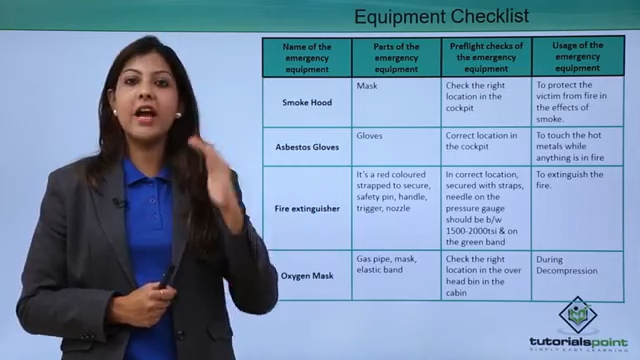 Equipment Checklist
Name of the
emergency
equipment
Parts of the
emergency
equipment
Preflight checks of
the emergency
equipment
Usage of the
emergency
equipment
Smoke Hood
Mask
Check the right
location in the
cockpit
To protect the
victim from fire in
the effects of
smoke.
Asbestos Gloves
Gloves
Correct location in
the cockpit
To touch the hot
metals while
anything is in fire
Fire extinguisher
It's a red coloured
strapped to secure,
safety pin, handle,
trigger, nozzle
In correct location,
secured with straps,
needle on the
pressure gauge
should be b/w
1500-2000tsi & on
the green band
To extinguish the
fire.
Oxygen Mask
Gas pipe, mask,
elastic band
Check the right
location in the over
head bin in the
cabin
During
Decompression
tutorialspoint
SIMPLY EASY LEARNING